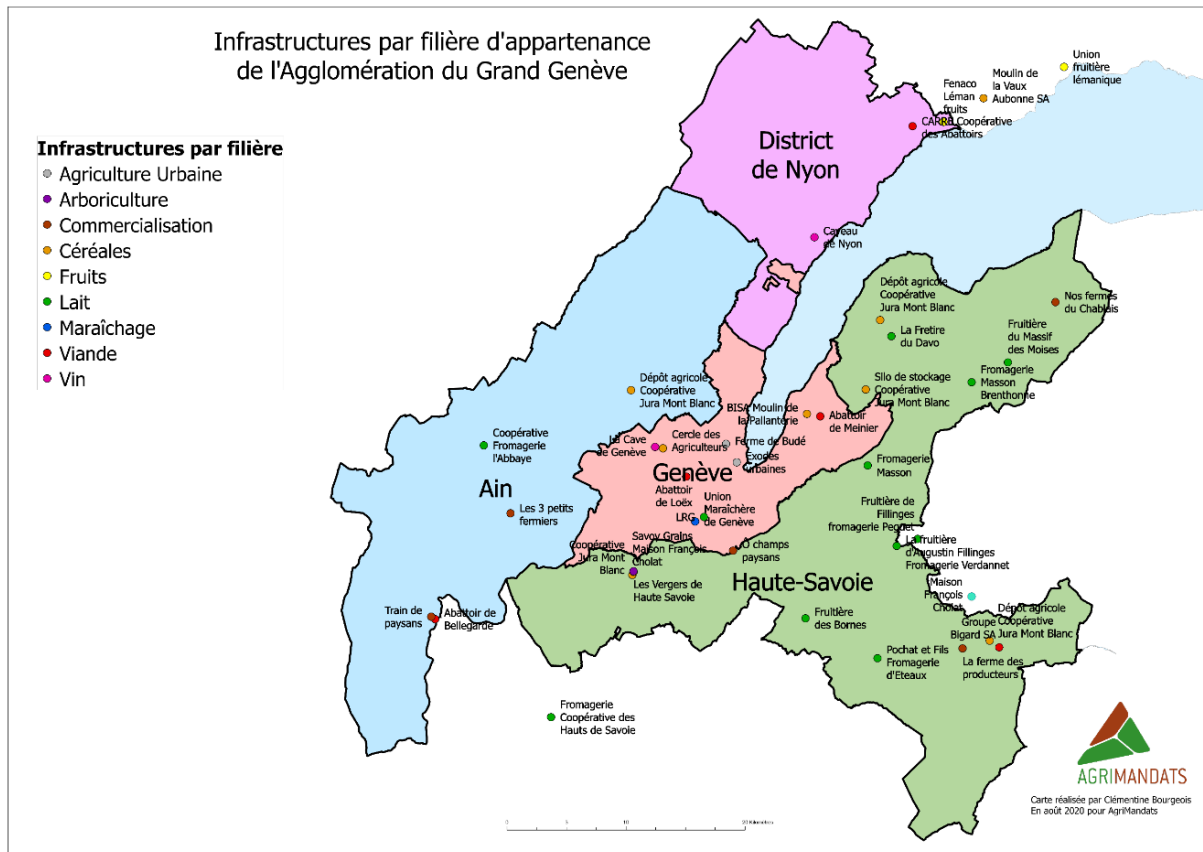 Infrastructures par filière d'appartenance
de l'Agglomération du Grand Genève
Infrastructures par filière
Agriculture Urbaine
Arboriculture
Commercialisation
Céréales
Fruits
Lait
Maraîchage
Viande
Vin
Union
fruitière
lémanique
Moulin de
la Vaux
Aubonne SA
Fenaco
Léman
fruits
CARRE Coopérative
des Abattoirs
District
de Nyon
Caveau
de Nyon
Dépôt agricole
Coopérative
Jura Mont Blanc
La Fretire
du Davo
Nos fermes
du Chablais
Fruitière
du Massif
des Moises
Fromagerie
Masson
Brenthonne
Silo de stockage
Coopérative
Jura Mont Blanc
Dépôt agricole
Coopérative
Jura Mont Blanc
BISA Moulin de
la Pallanterie
Abattoir
de Meinier
Coopérative
Fromagerie
l'Abbaye
La Cave
de Genève
Cercle des
Agriculteurs
Ferme de Budé
Exodes
Urbaines
Genève
Fromagerie
Masson
Ain
Les 3 petits
fermiers
Abattoir
de Loëx
LRG
Union
Maraîchère
de Genève
Fruitière de
Fillinges
fromagerie Peguet
La fruitière
d'Augustin Fillinges
Fromagerie Verdannet
Coopérative
Jura Mont
Blanc
Savoy Grains
Maison François
Cholat
Les Vergers de
Haute Savoie
O champs
paysans
Haute-Savoie
Maison
François
Cholat
Train de
paysans
Abattoir de
Bellegarde
Fruitière
des Bornes
Groupe
Bigard SA
Dépôt agricole
Coopérative
Jura Mont Blanc
La ferme des
producteurs
Pochat et Fils
Fromagerie
d'Eteaux
Fromagerie
Coopérative des
Hauts de Savoie
AGRIMANDATS
Carte réalisée par Clémentine Bourgeois
En août 2020 pour AgriMandats
0 5 10 20 Kilomètres